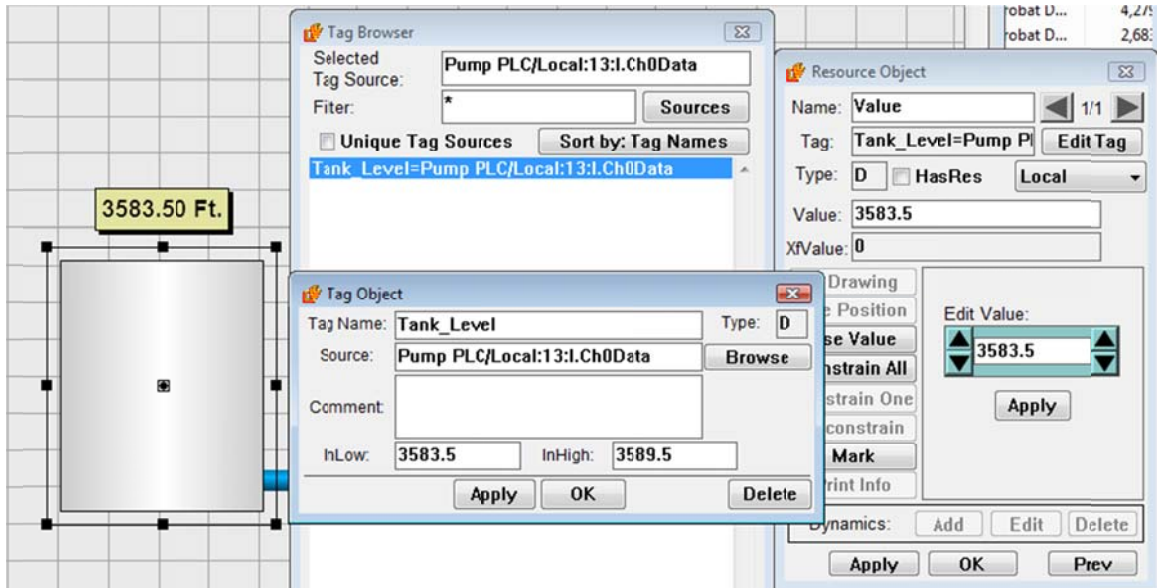 robat D... 4,275
robat D... 2,683
3583.50 Ft.
Tag Browser
Selected
Tag Source:
Pump PLC/Local:13:I.Ch0Data
Fiter:
*
Sources
Unique Tag Sources
Sort by: Tag Names
Tank_Level=Pump PLC/Local:13:I.Ch0Data
Tag Object
Tag Name: Tank_Level
Type: D
Source: Pump PLC/Local:13:I.Ch0Data
Browse
Comment:
InLow: 3583.5
InHigh: 3589.5
Apply
OK
Delete
Resource Object
Name: Value
1/1
Tag: Tank_Level=Pump Pl
Edit Tag
Type: D
HasRes
Local
Value: 3583.5
XfValue: 0
Drawing
e Position
se Value
nstrain All
strain One
constrain
Mark
rint Info
Edit Value:
3583.5
Apply
Dynamics:
Add
Edit
Delete
Apply
OK
Prev